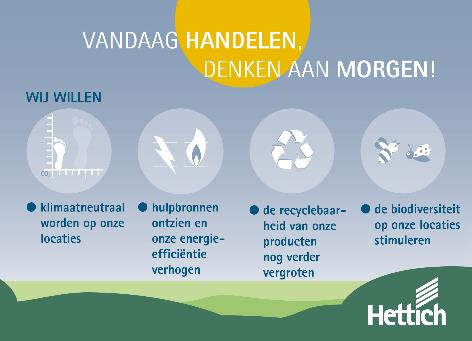 VANDAAG HANDELEN,
DENKEN AAN MORGEN!
WIJ WILLEN
CO₂
klimaatneutraal
worden op onze
locaties
hulpbronnen
ontzien en
onze energie-
efficiëntie
verhogen
de recyclebaar-
heid van onze
producten
nog verder
vergroten
de biodiversiteit
op onze locaties
stimuleren
Hettich